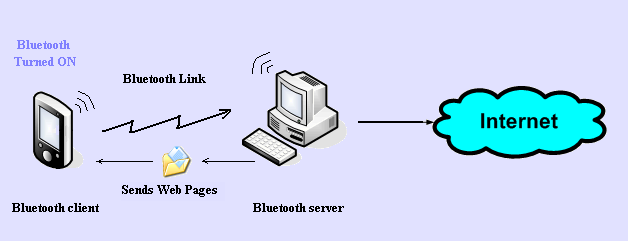 Bluetooth
Turned ON
Bluetooth Link
Internet
Sends Web Pages
Bluetooth client
Bluetooth server